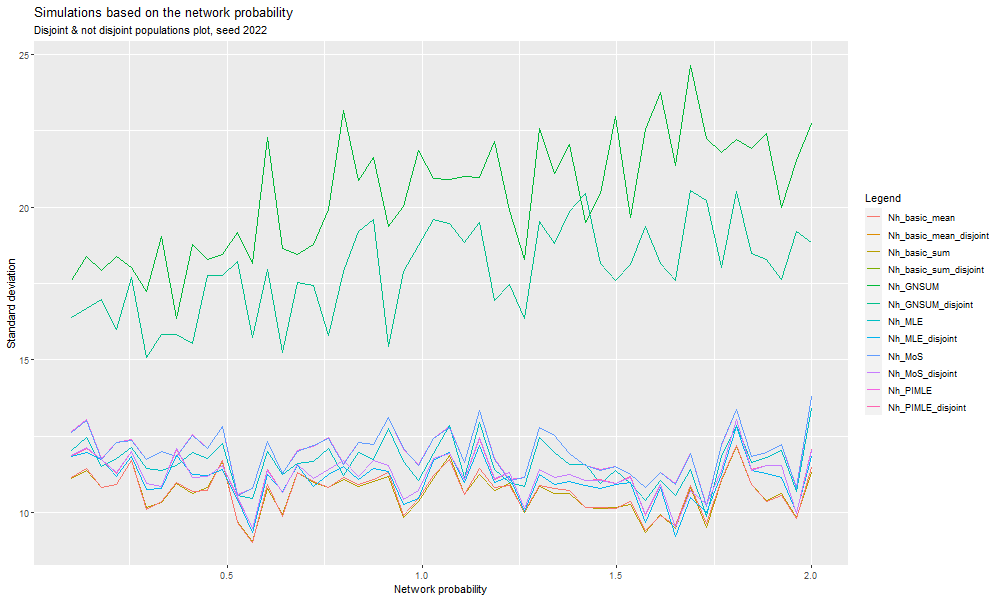 Simulations based on the network probability
Disjoint & not disjoint populations plot, seed 2022
25
20
15
10
Standard deviation
0.5
1.0
1.5
2.0
Network probability
Legend
Nh_basic_mean
Nh_basic_mean_disjoint
Nh_basic_sum
Nh_basic_sum_disjoint
Nh_GNSUM
Nh_GNSUM_disjoint
Nh_MLE
Nh_MLE_disjoint
Nh_MoS
Nh_MoS_disjoint
Nh_PIMLE
Nh_PIMLE_disjoint